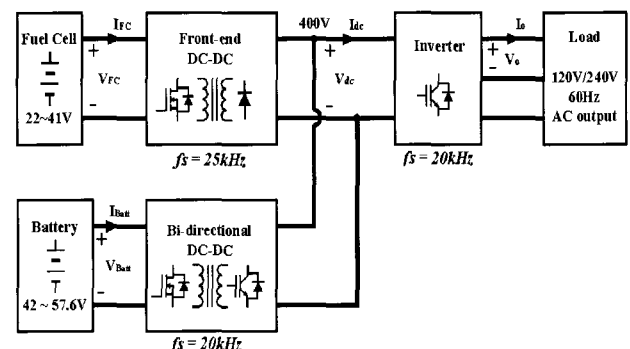 Fuel Cell
IFC
+
VFC
-
22~41V
Front-end
DC-DC
fs = 25kHz
400V
Idc
+
Vdc
-
Inverter
fs = 20kHz
Io
+
Vo
-
Load
120V/240V
60Hz
AC output
Battery
IBatt
+
VBatt
-
42 ~ 57.6V
Bi-directional
DC-DC
fs = 20kHz